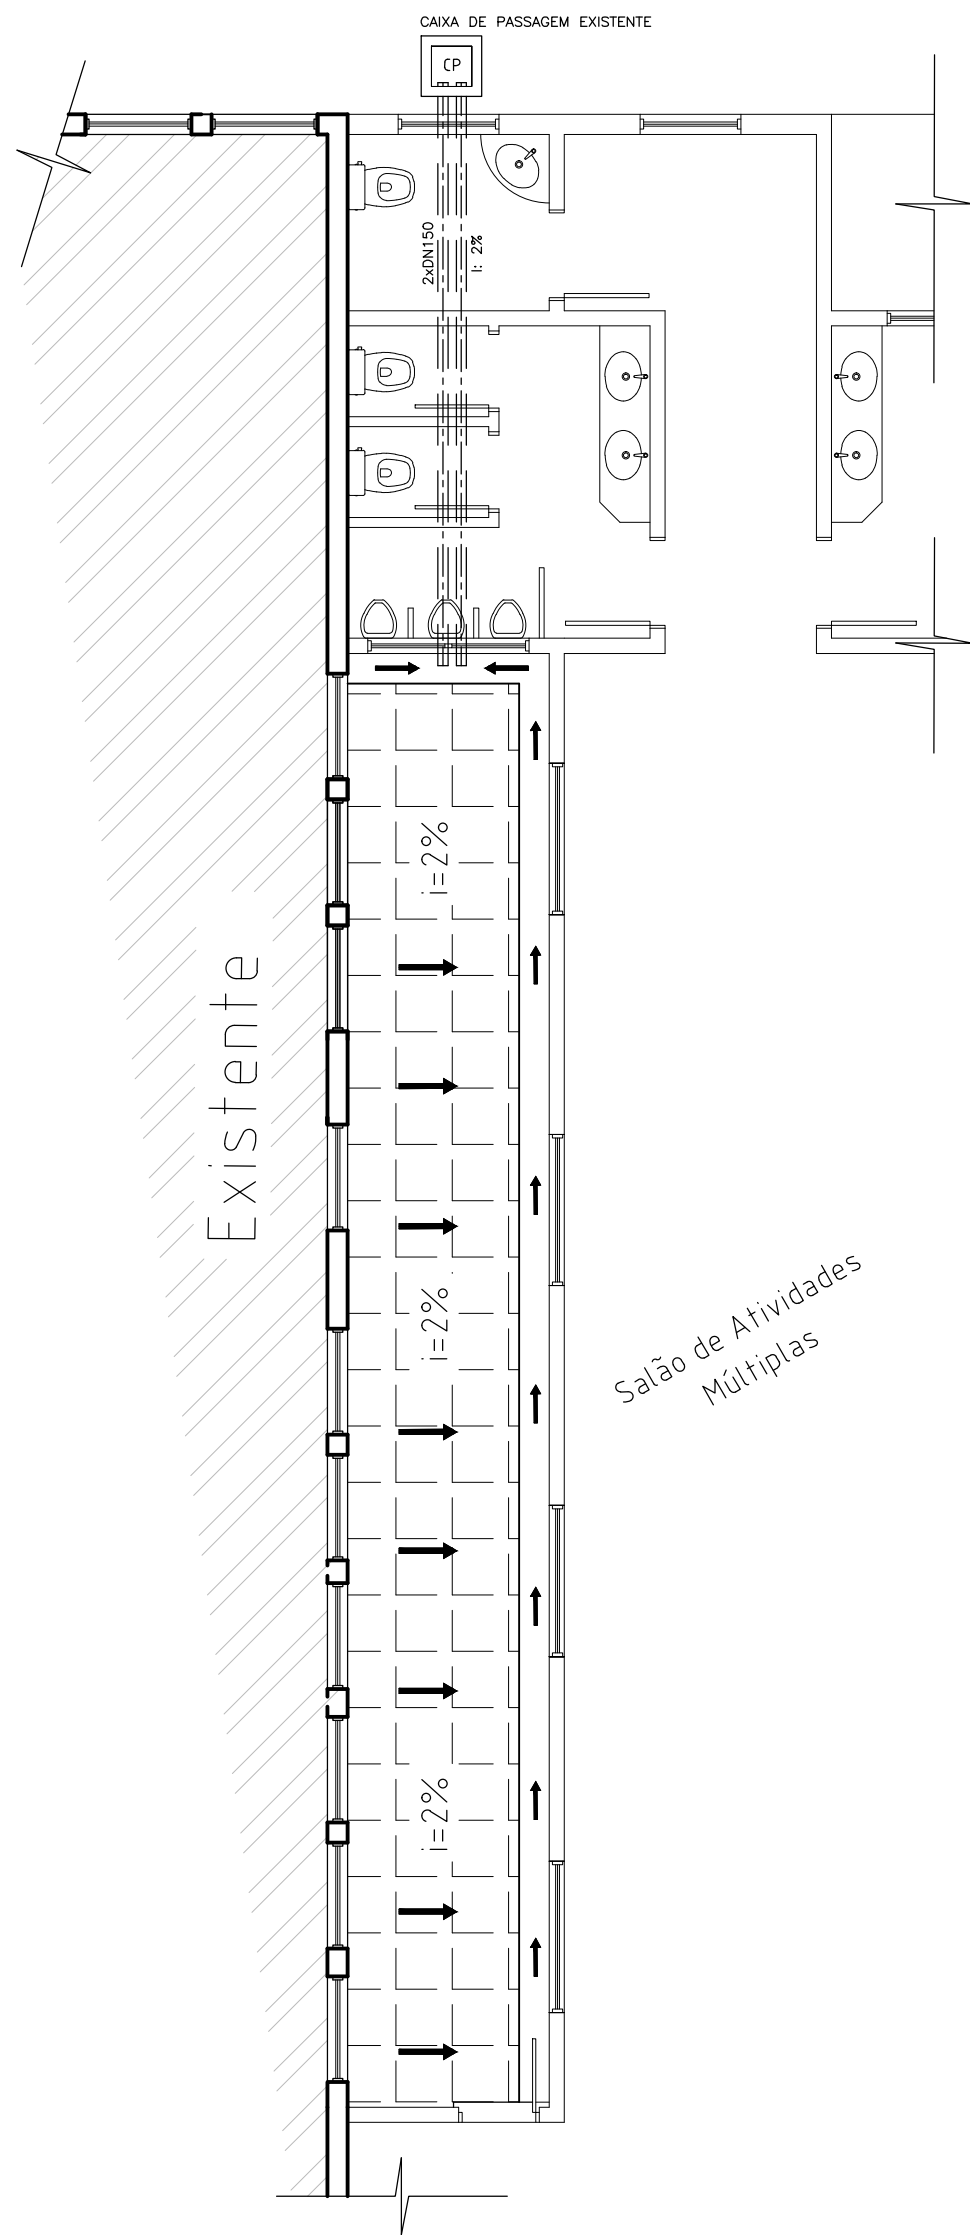 CAIXA DE PASSAGEM EXISTENTE
CP
2xDN150
I: 2%
i=2%
Existente
i=2%
Salão de Atividades
Múltiplas
i=2%